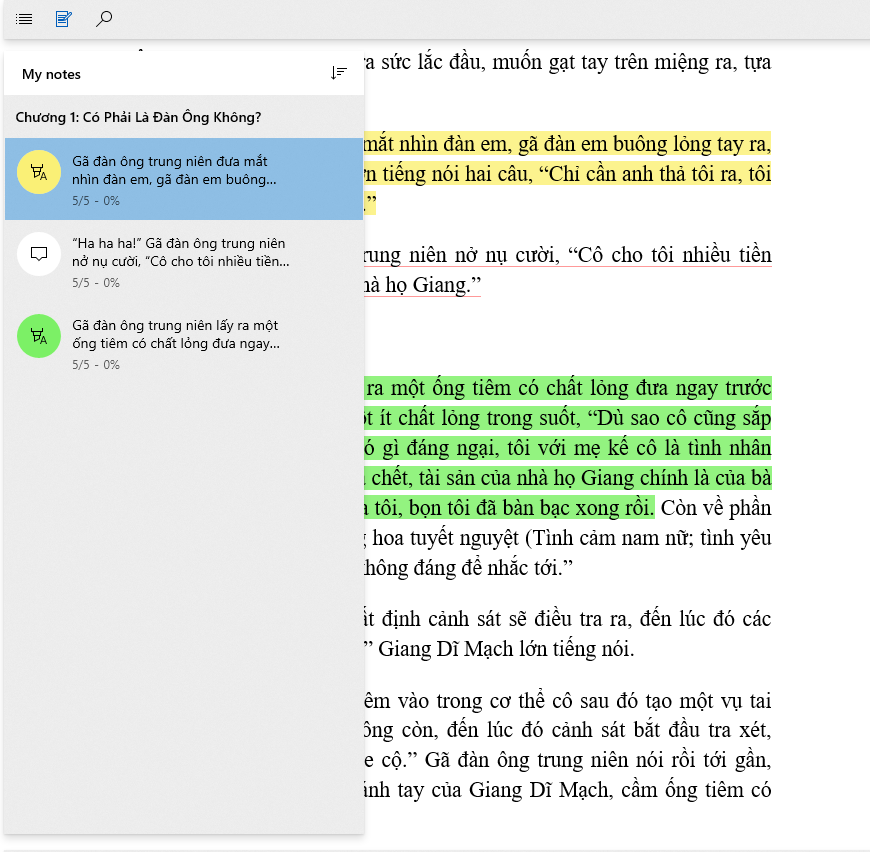 My notes
Chương 1: Có Phải Là Đàn Ông Không?
Gã đàn ông trung niên đưa mắt
nhìn đàn em, gã đàn em buông...
5/5 - 0%
“Ha ha ha!” Gã đàn ông trung niên
nở nụ cười, “Cô cho tôi nhiều tiền...
5/5 - 0%
Gã đàn ông trung niên lấy ra một
ống tiêm có chất lỏng đưa ngay...
5/5 - 0%
sức lắc đầu, muốn gạt tay trên miệng ra, tựa
mắt nhìn đàn em, gã đàn em buông lỏng tay ra,
tiếng nói hai câu, “Chỉ cần anh thả tôi ra, tôi
.”
niên nở nụ cười, “Cô cho tôi nhiều tiền
họ Giang.”
ra một ống tiêm có chất lỏng đưa ngay trước
ít chất lỏng trong suốt, “Dù sao cô cũng sắp
gì đáng ngại, tôi với mẹ kế cô là tình nhân
chết, tài sản của nhà họ Giang chính là của bà
tôi, bọn tôi đã bàn bạc xong rồi. Còn về phần
hoa tuyết nguyệt (Tình cảm nam nữ; tình yêu
không đáng để nhắc tới.”
định cảnh sát sẽ điều tra ra, đến lúc đó các
” Giang Dĩ Mạch lớn tiếng nói.
vào trong cơ thể cô sau đó tạo một vụ tai
còn, đến lúc đó cảnh sát bắt đầu tra xét,
cộ.” Gã đàn ông trung niên nói rồi tới gần,
tay của Giang Dĩ Mạch, cầm ống tiêm có